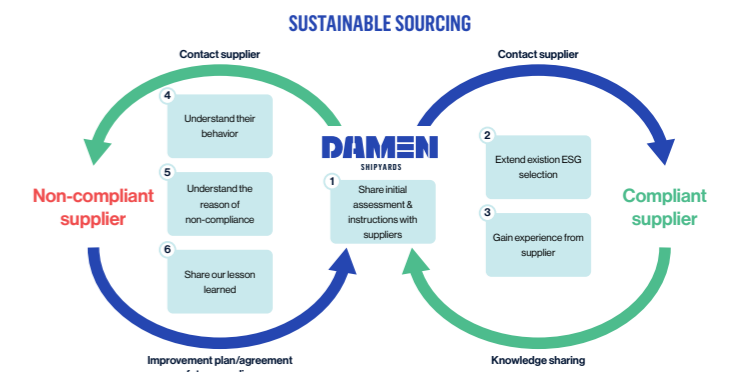 SUSTAINABLE SOURCING
Contact supplier
Contact supplier
4
Understand their
behavior
DAMEN
SHIPYARDS
2
Extend existion ESG
selection
5
Understand the
reason of
non-compliance
1
Share initial
assessment &
instructions with
suppliers
Non-compliant
supplier
Compliant
supplier
3
Gain experience from
supplier
6
Share our lesson
learned
Improvement plan/agreement
Knowledge sharing